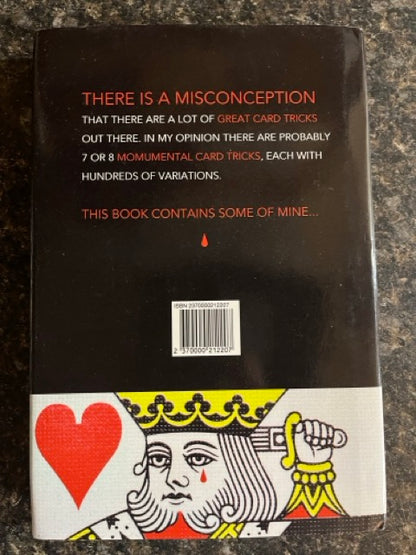 THERE IS A MISCONCEPTION
THAT THERE ARE A LOT OF GREAT CARD TRICKS
OUT THERE. IN MY OPINION THERE ARE PROBABLY
7 OR 8 MOMUMENTAL CARD TRICKS, EACH WITH
HUNDREDS OF VARIATIONS.
THIS BOOK CONTAINS SOME OF MINE...
ISBN 2370000212207
2 370000 212207